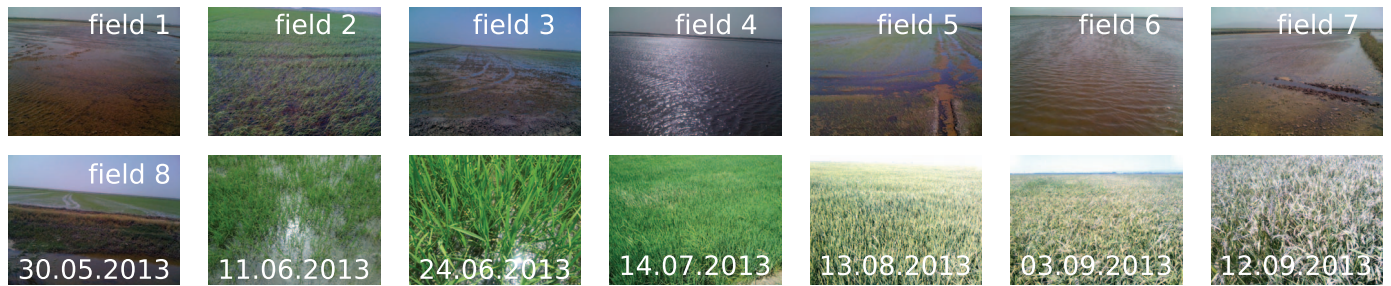 field 1
field 2
field 3
field 4
field 5
field 6
field 7
field 8
30.05.2013
11.06.2013
24.06.2013
14.07.2013
13.08.2013
03.09.2013
12.09.2013